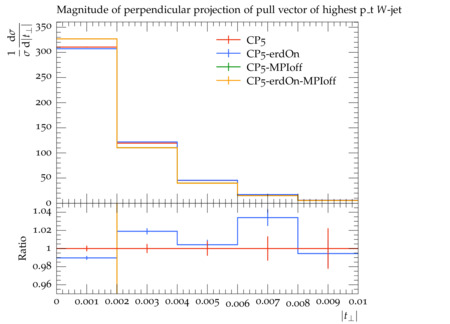 Magnitude of perpendicular projection of pull vector of highest p_t W-jet
1/σ dσ/d|t⊥|
350
300
250
200
150
100
50
0
CP5
CP5-erdOn
CP5-MPIoff
CP5-erdOn-MPIoff
Ratio
1.04
1.02
1
0.98
0.96
0 0.001 0.002 0.003 0.004 0.005 0.006 0.007 0.008 0.009 0.01
|t⊥|